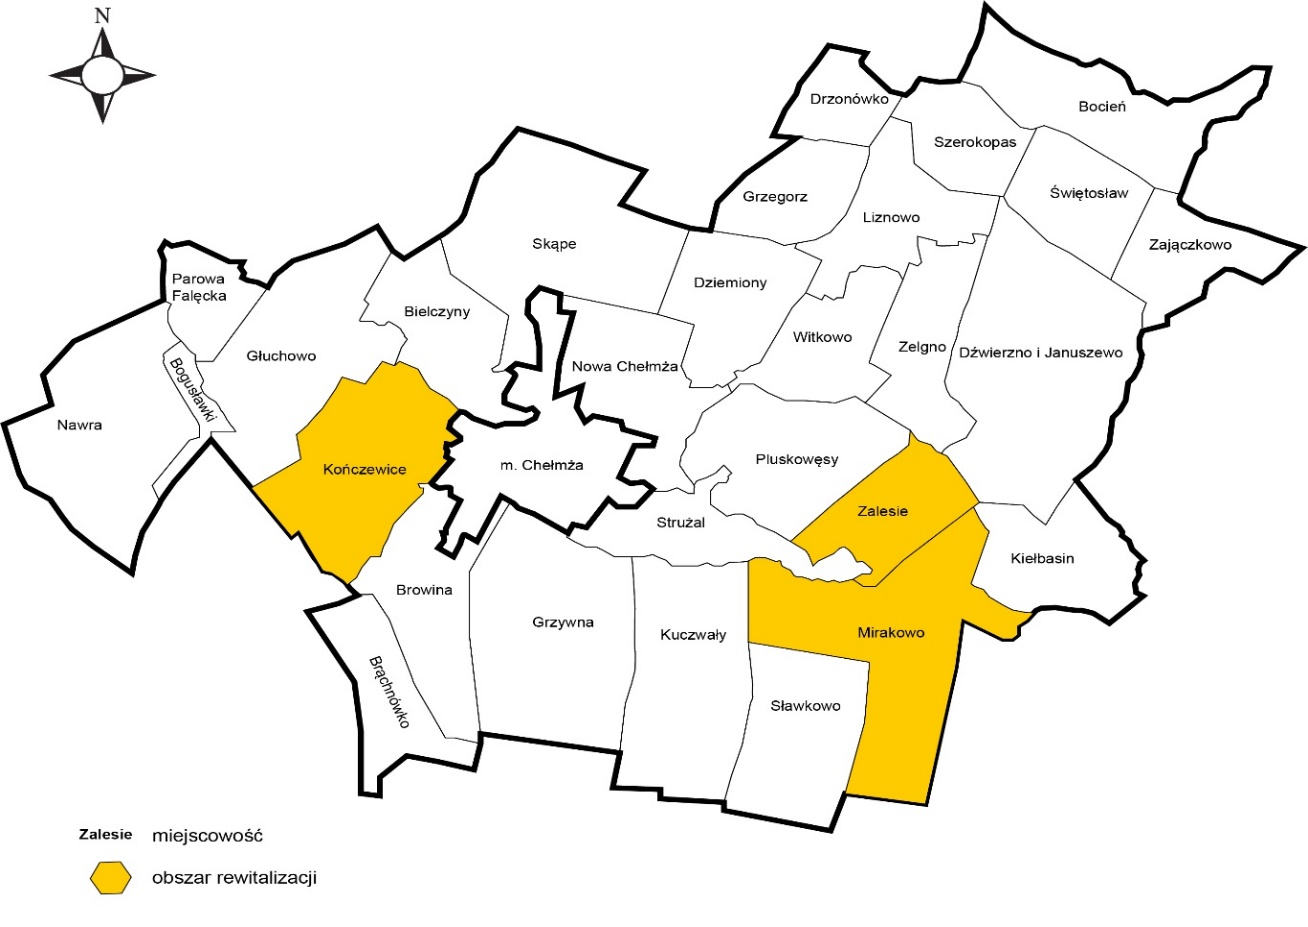 N
Drzonówko
Bocień
Szerokopas
Świętosław
Grzegorz
Liznowo
Zajączkowo
Skąpe
Parowa
Falęcka
Dziemiony
Bielczyny
Witkowo
Zelgno
Dźwierzno i Januszewo
Głuchowo
Nowa Chełmża
Bogusławki
Nawra
Kończewice
m. Chełmża
Pluskowęsy
Zalesie
Strużal
Kiełbasin
Browina
Grzywna
Kuczwały
Mirakowo
Brąchnówko
Sławkowo
Zalesie miejscowość
obszar rewitalizacji